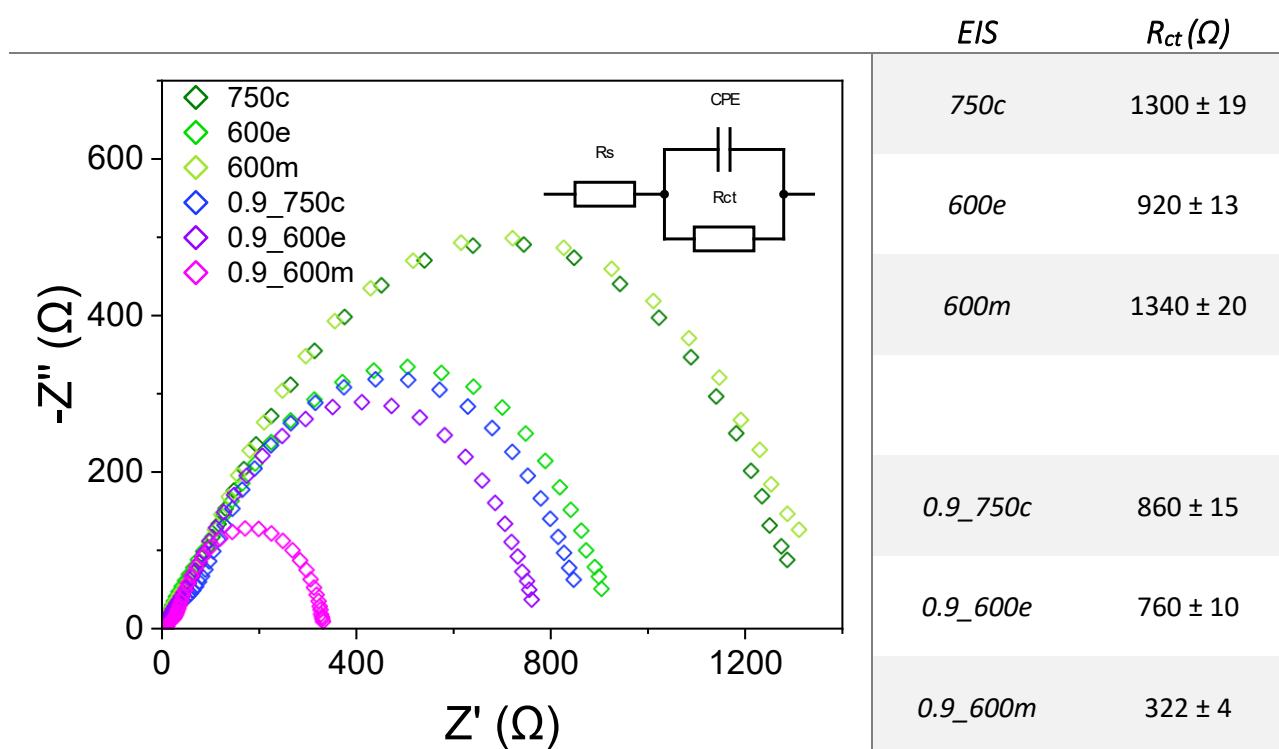 EIS Rct (Ω)
750c 1300 ± 19
600e 920 ± 13
600m 1340 ± 20
0.9_750c 860 ± 15
0.9_600e 760 ± 10
0.9_600m 322 ± 4
750c
600e
600m
0.9_750c
0.9_600e
0.9_600m
CPE
Rs
Rct
-Z'' (Ω)
600
400
200
0
0 400 800 1200
Z' (Ω)